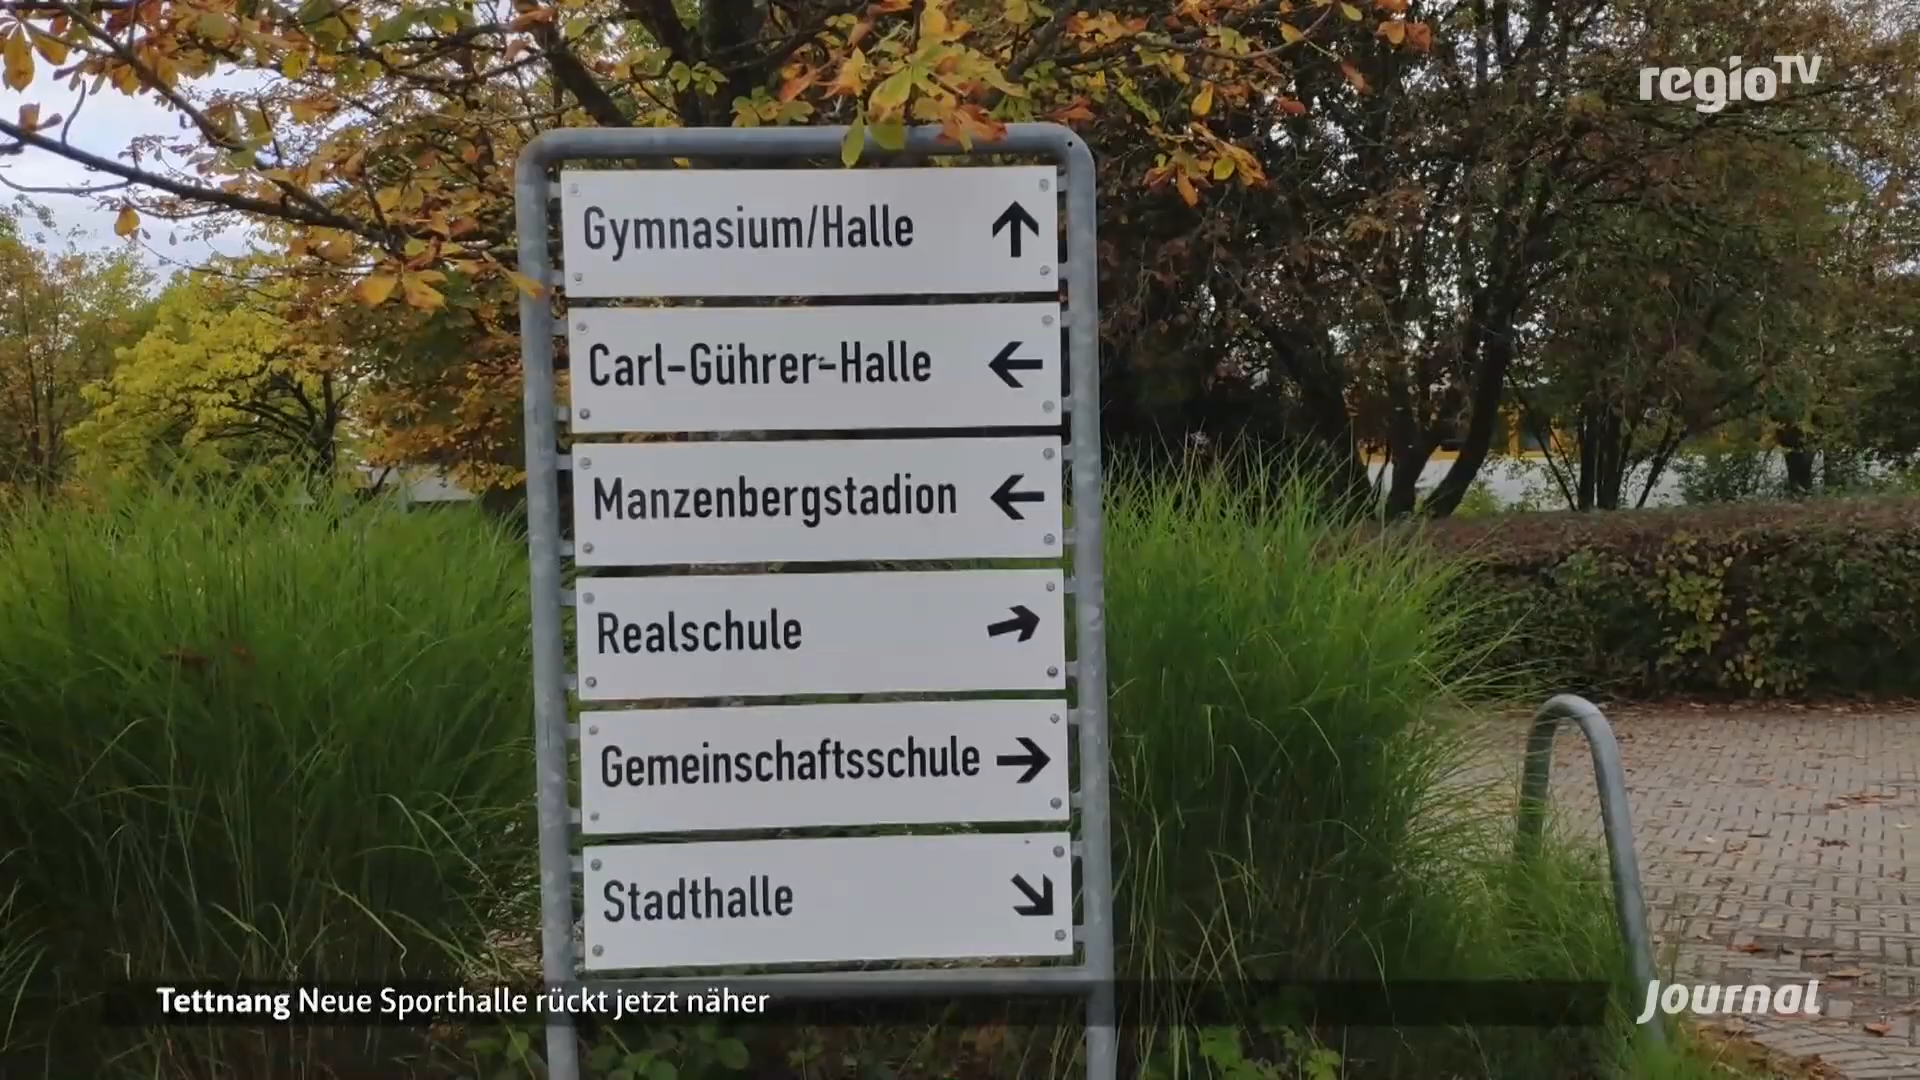 regioTV
Gymnasium/Halle ↑
Carl-Gührer-Halle ←
Manzenbergstadion ←
Realschule →
Gemeinschaftsschule →
Stadthalle ↘
Tettnang Neue Sporthalle rückt jetzt näher
Journal